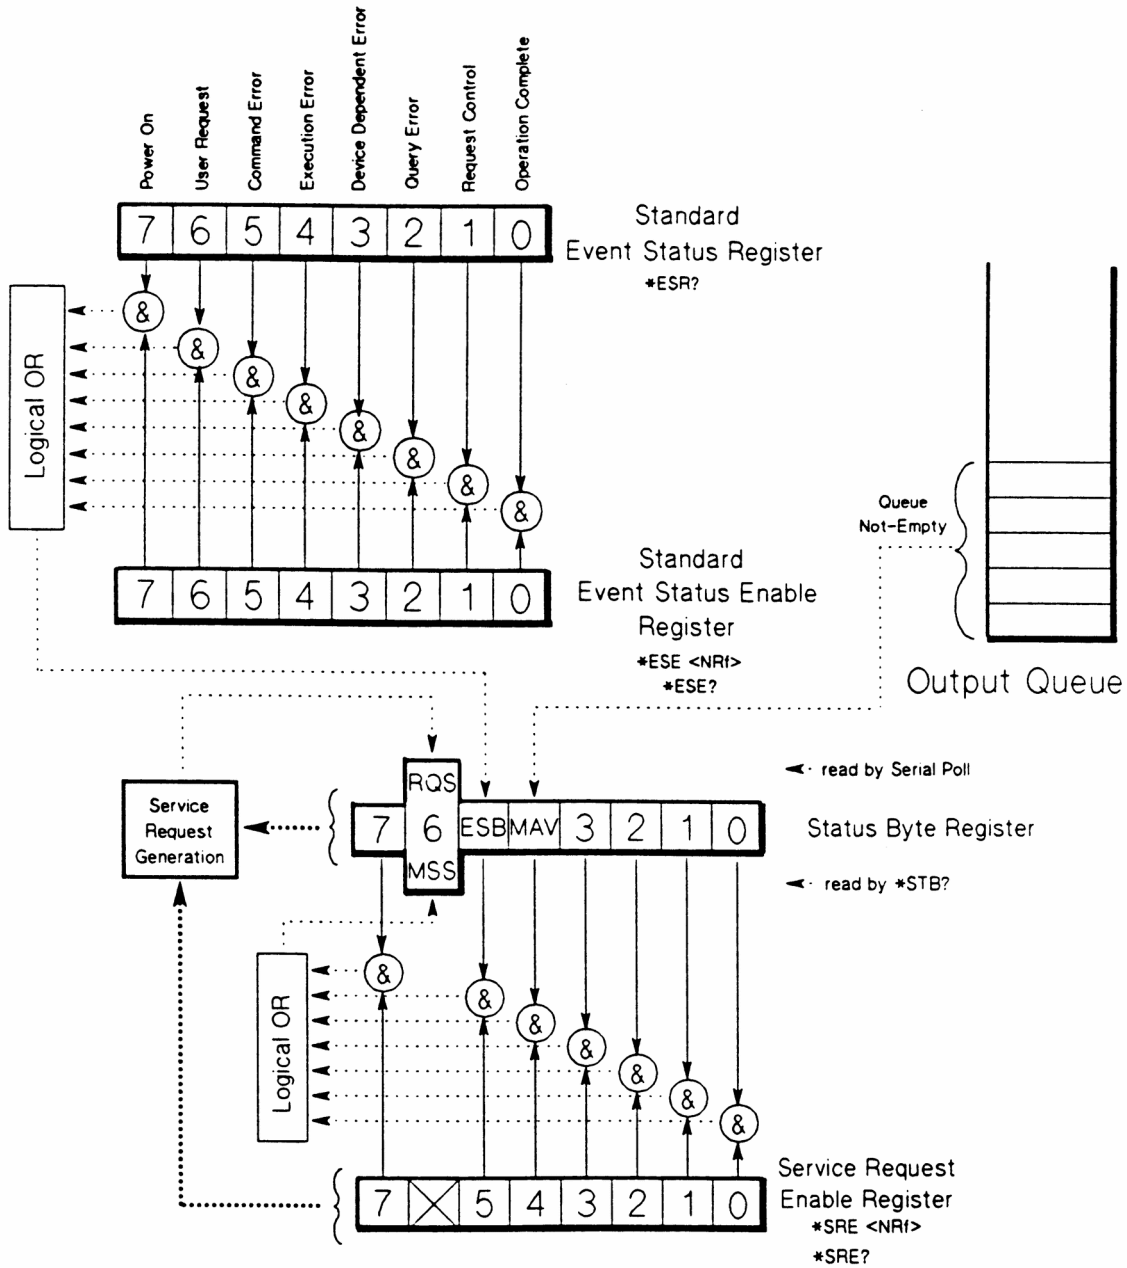 Power On
User Request
Command Error
Execution Error
Device Dependent Error
Query Error
Request Control
Operation Complete
7 6 5 4 3 2 1 0
Standard
Event Status Register
*ESR?
Logical OR
&
&
&
&
&
&
&
&
Queue
Not-Empty
7 6 5 4 3 2 1 0
Standard
Event Status Enable
Register
*ESE <NRf>
*ESE?
Output Queue
Service
Request
Generation
RQS
7 6 ESB MAV 3 2 1 0
MSS
read by Serial Poll
Status Byte Register
read by *STB?
Logical OR
&
&
&
&
&
&
&
7 5 4 3 2 1 0
Service Request
Enable Register
*SRE <NRf>
*SRE?